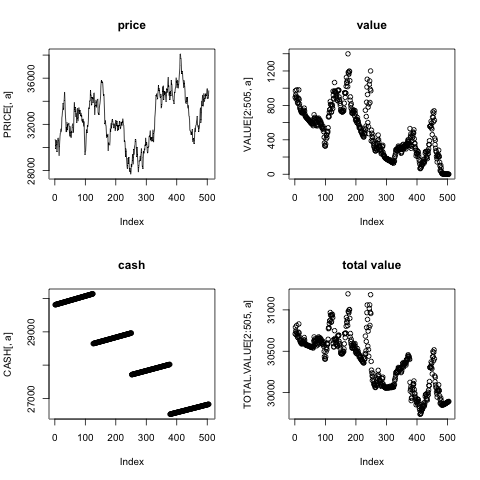 price
PRICE[, a]
28000 32000 36000
0 100 200 300 400 500
Index
value
VALUE[2:505, a]
0 400 800 1200
0 100 200 300 400 500
Index
cash
CASH[, a]
27000 29000
0 100 200 300 400 500
Index
total value
TOTAL.VALUE[2:505, a]
30000 30500 31000
0 100 200 300 400 500
Index